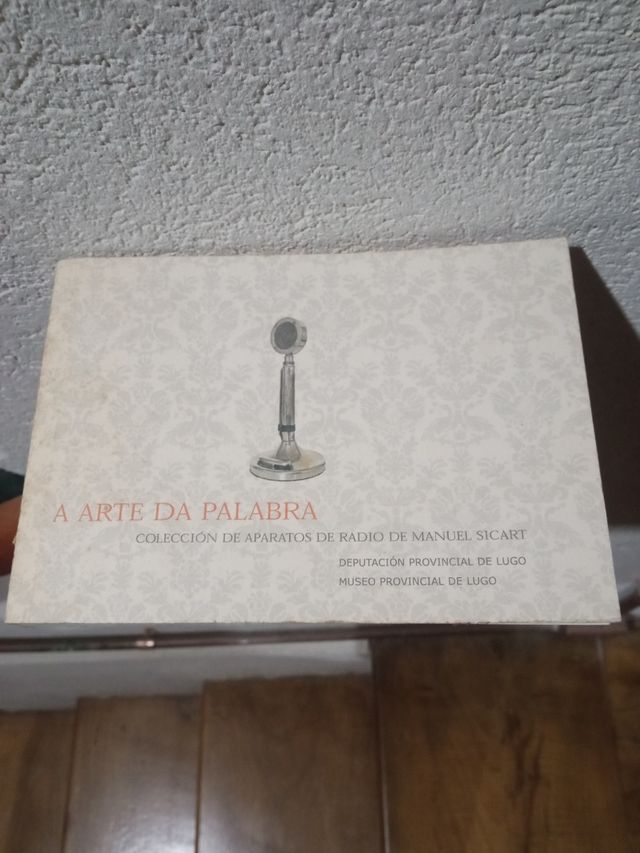 A ARTE DA PALABRA
COLECCIÓN DE APARATOS DE RADIO DE MANUEL SICART
DEPUTACIÓN PROVINCIAL DE LUGO
MUSEO PROVINCIAL DE LUGO